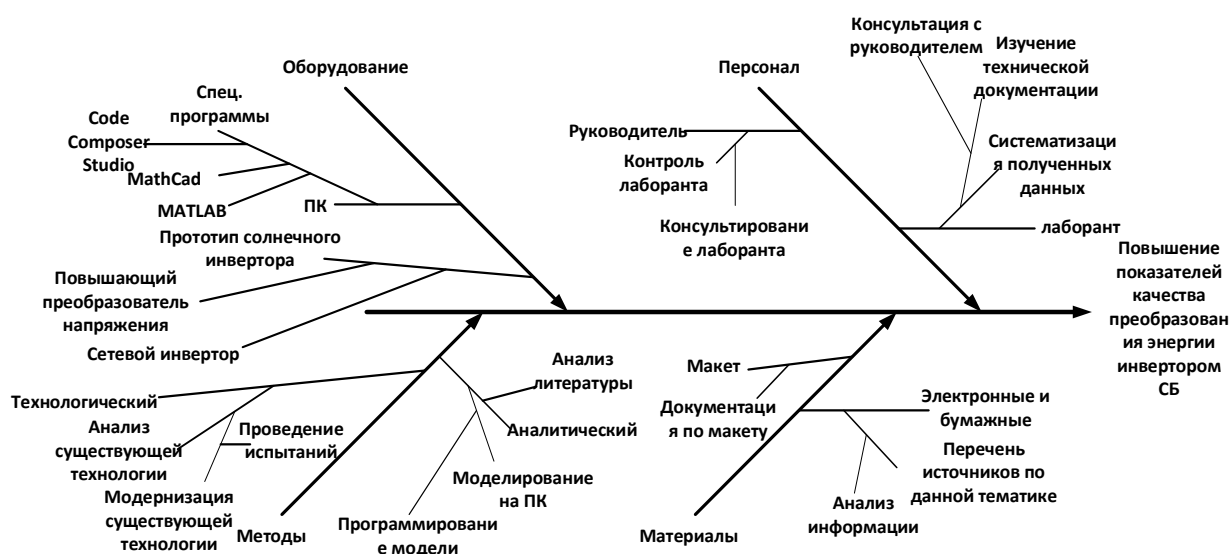 Оборудование
Спец.
программы
Code
Composer
Studio
MathCad
MATLAB
ПК
Прототип солнечного
инвертора
Повышающий
преобразователь
напряжения
Сетевой инвертор
Персонал
Руководитель
Контроль
лаборанта
Консультировани
е лаборанта
Консультация с
руководителем
Изучение
технической
документации
Систематизаци
я полученных
данных
лаборант
Повышение
показателей
качества
преобразован
ия энергии
инвертором
СБ
Технологический
Анализ
существующей
технологии
Проведение
испытаний
Модернизация
существующей
технологии
Методы
Анализ
литературы
Аналитический
Моделирование
на ПК
Программировани
е модели
Макет
Документаци
я по макету
Электронные и
бумажные
Перечень
источников по
данной тематике
Анализ
информации
Материалы